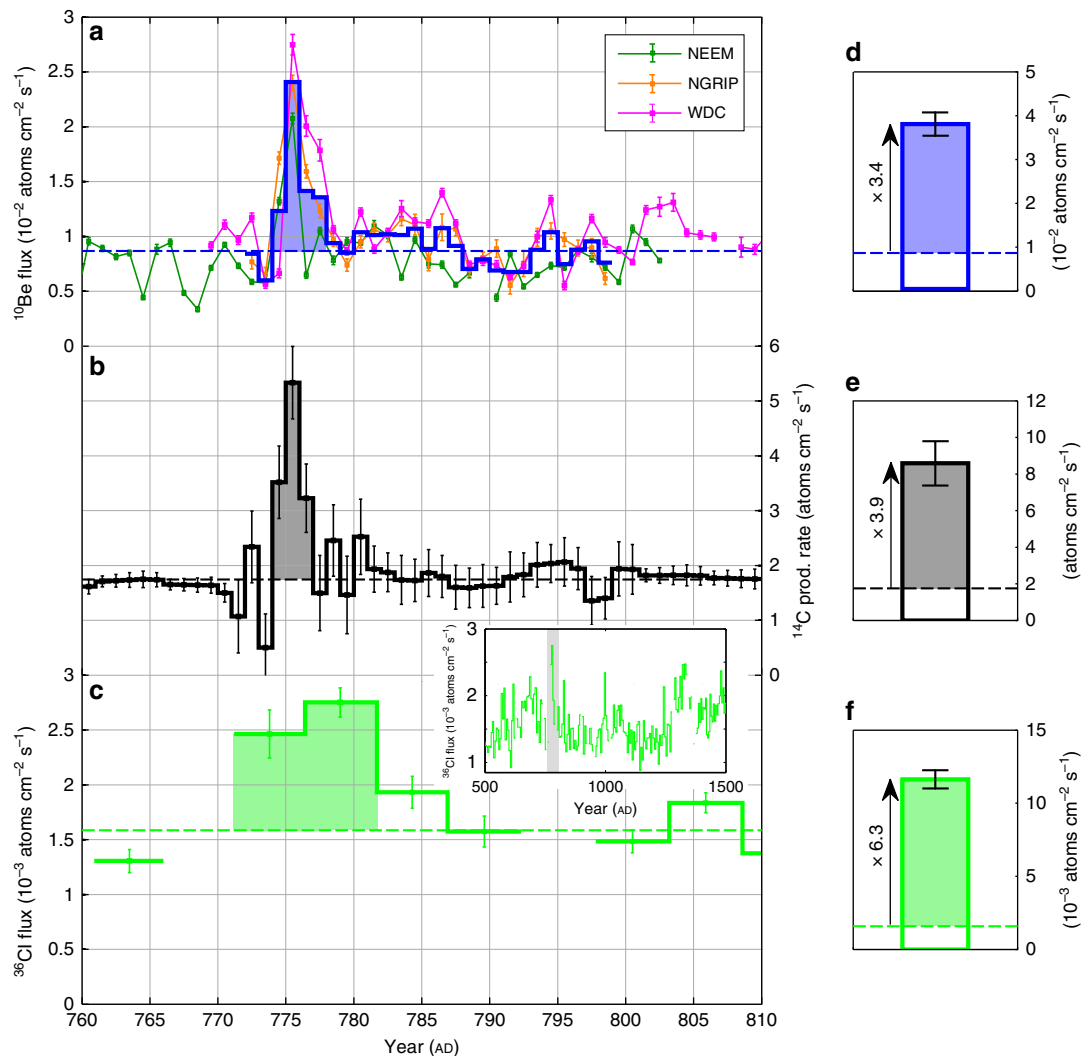 a
3
2.5
2
1.5
1
0.5
0
¹⁰Be flux (10⁻² atoms cm⁻² s⁻¹)
NEEM
NGRIP
WDC
b
6
5
4
3
2
1
0
¹⁴C prod. rate (atoms cm⁻² s⁻¹)
c
3
2.5
2
1.5
1
0.5
0
³⁶Cl flux (10⁻³ atoms cm⁻² s⁻¹)
3
2
1
³⁶Cl flux (10⁻³ atoms cm⁻² s⁻¹)
500 1000 1500
Year (AD)
760 765 770 775 780 785 790 795 800 805 810
Year (AD)
d
× 3.4
5
4
3
2
1
0
(10⁻² atoms cm⁻² s⁻¹)
e
× 3.9
12
10
8
6
4
2
0
(atoms cm⁻² s⁻¹)
f
× 6.3
15
10
5
0
(10⁻³ atoms cm⁻² s⁻¹)